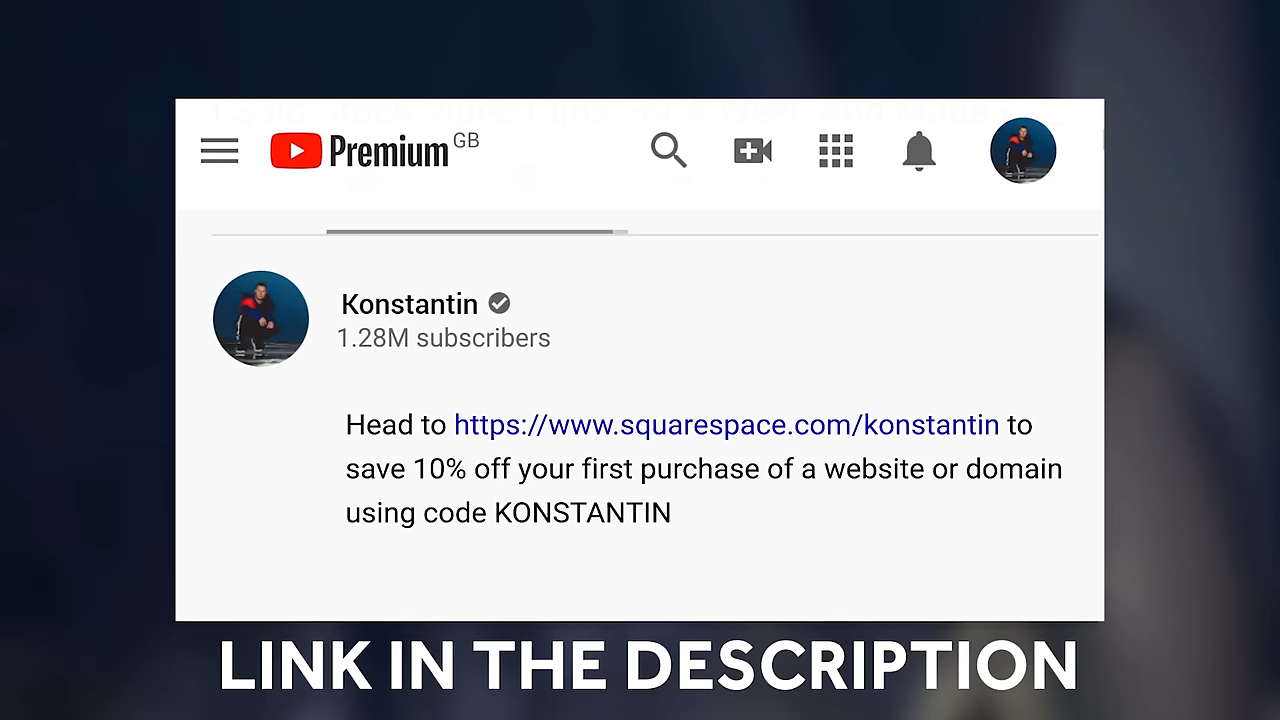 Premium GB
Konstantin
1.28M subscribers
Head to https://www.squarespace.com/konstantin to
save 10% off your first purchase of a website or domain
using code KONSTANTIN
LINK IN THE DESCRIPTION